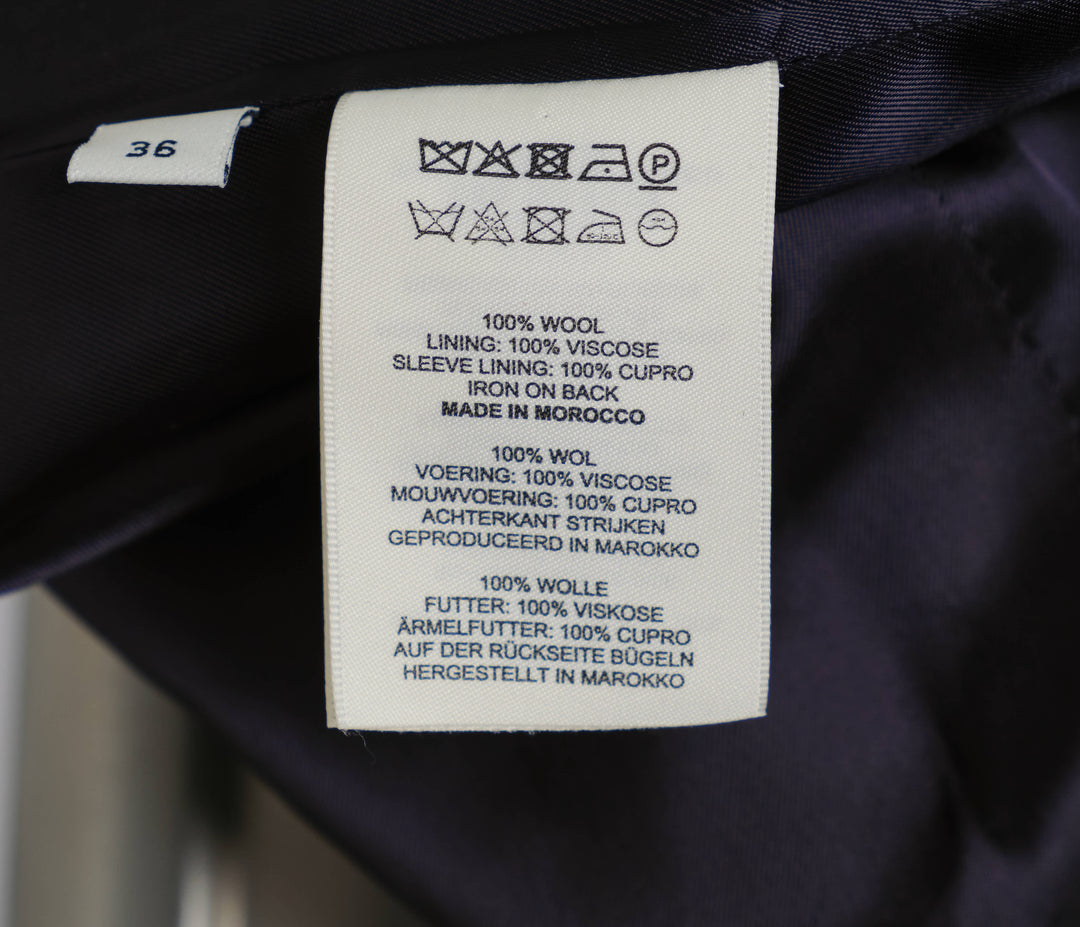 36
P
100% WOOL
LINING: 100% VISCOSE
SLEEVE LINING: 100% CUPRO
IRON ON BACK
MADE IN MOROCCO
100% WOL
VOERING: 100% VISCOSE
MOUWVOERING: 100% CUPRO
ACHTERKANT STRIJKEN
GEPRODUCEERD IN MAROKKO
100% WOLLE
FUTTER: 100% VISKOSE
ÄRMELFUTTER: 100% CUPRO
AUF DER RÜCKSEITE BÜGELN
HERGESTELLT IN MAROKKO